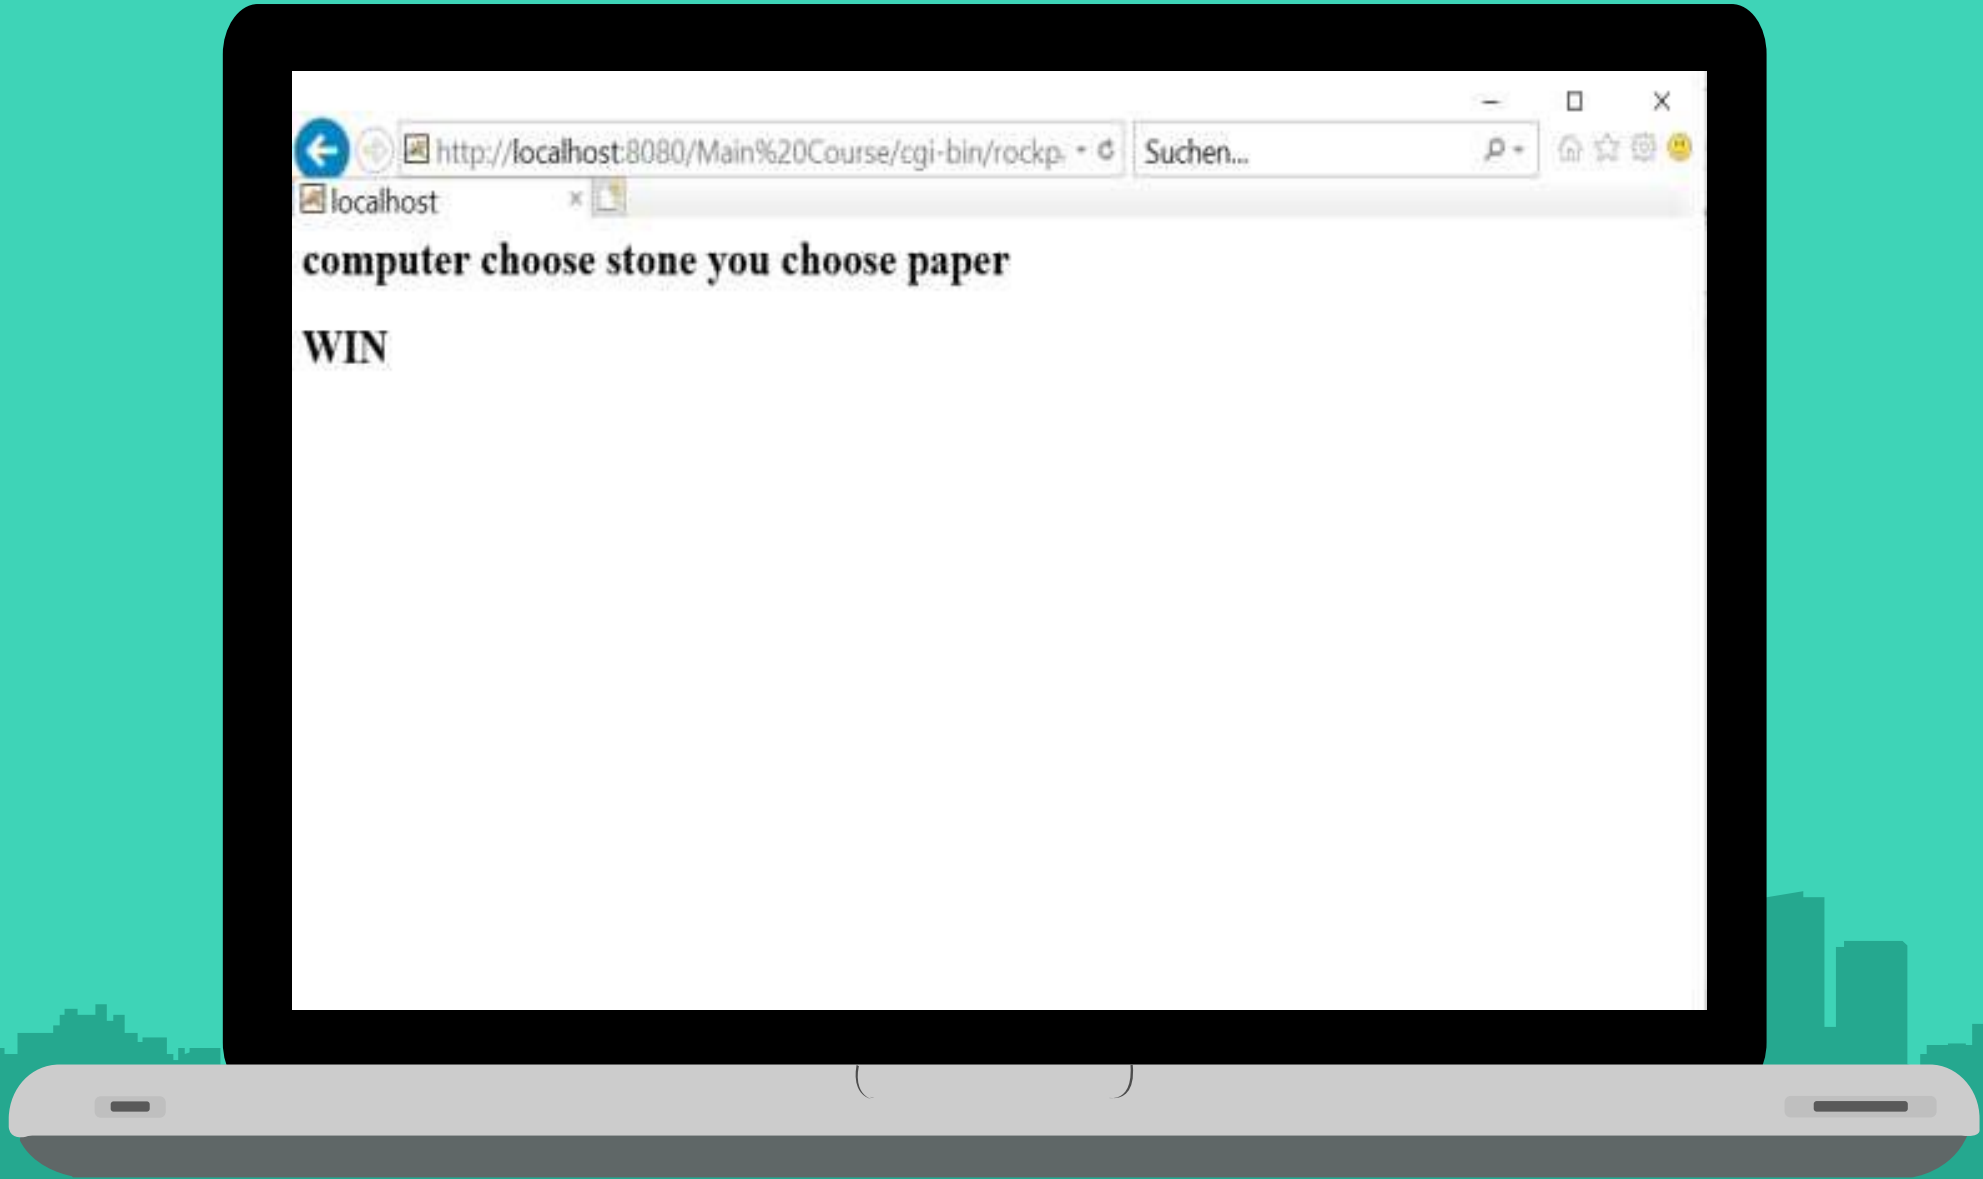 http://localhost:8080/Main%20Course/cgi-bin/rockp.
Suchen...
localhost
computer choose stone you choose paper
WIN